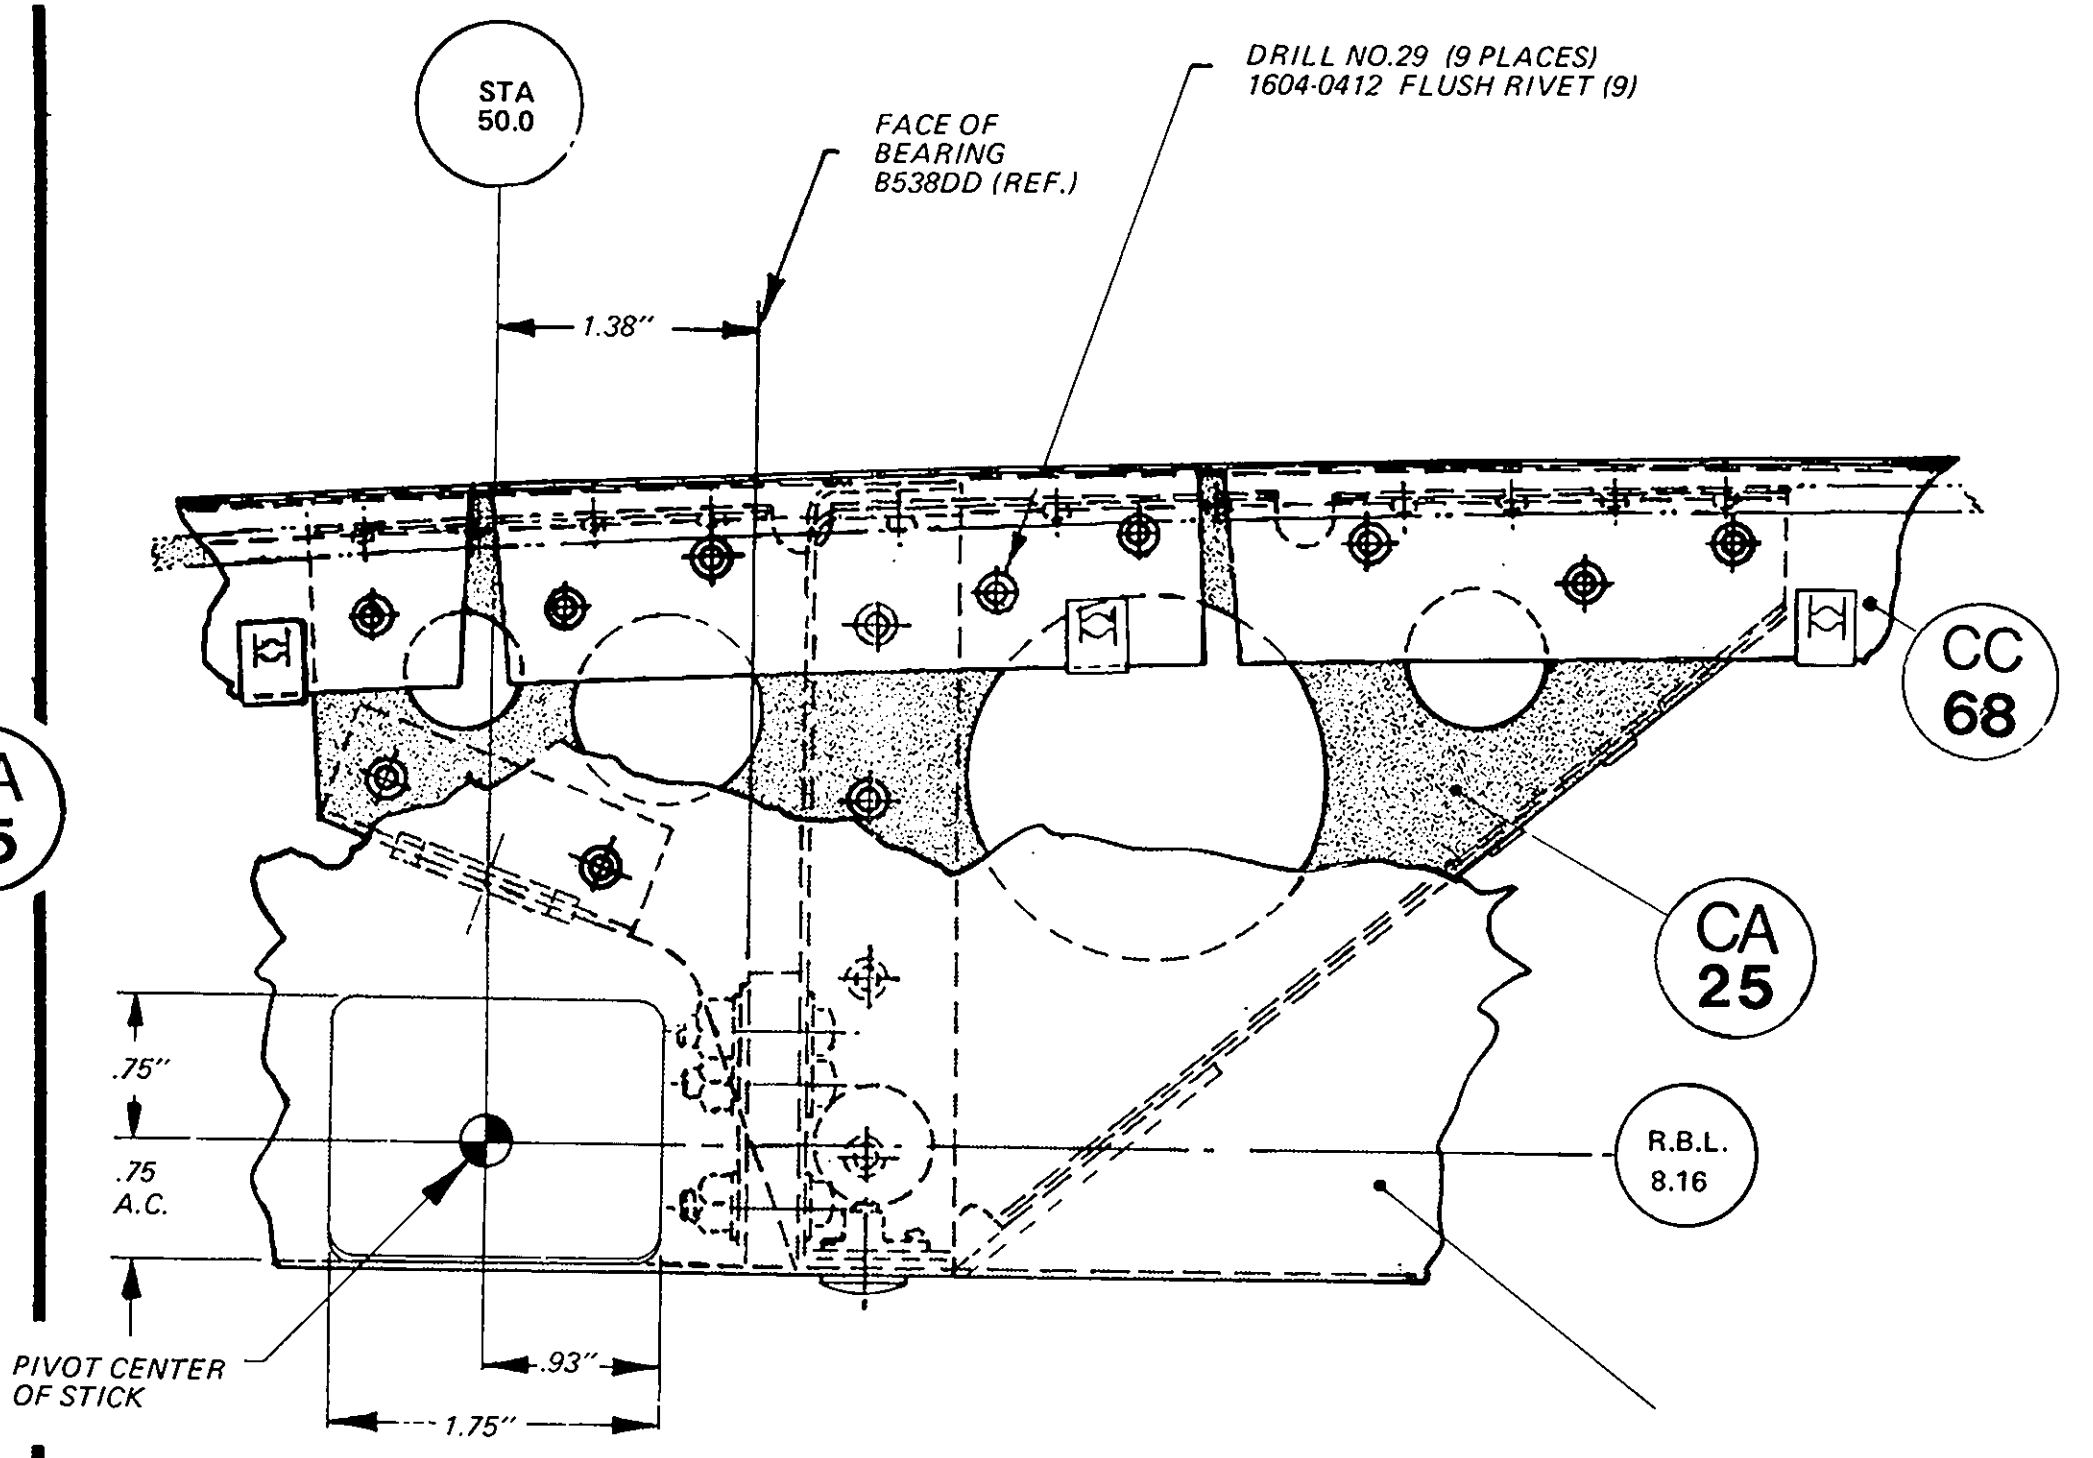 STA
50.0
DRILL NO.29 (9 PLACES)
1604-0412 FLUSH RIVET (9)
FACE OF
BEARING
B538DD (REF.)
1.38"
CC
68
A
5
CA
25
.75"
.75
A.C.
R.B.L.
8.16
PIVOT CENTER
OF STICK
.93"
1.75"